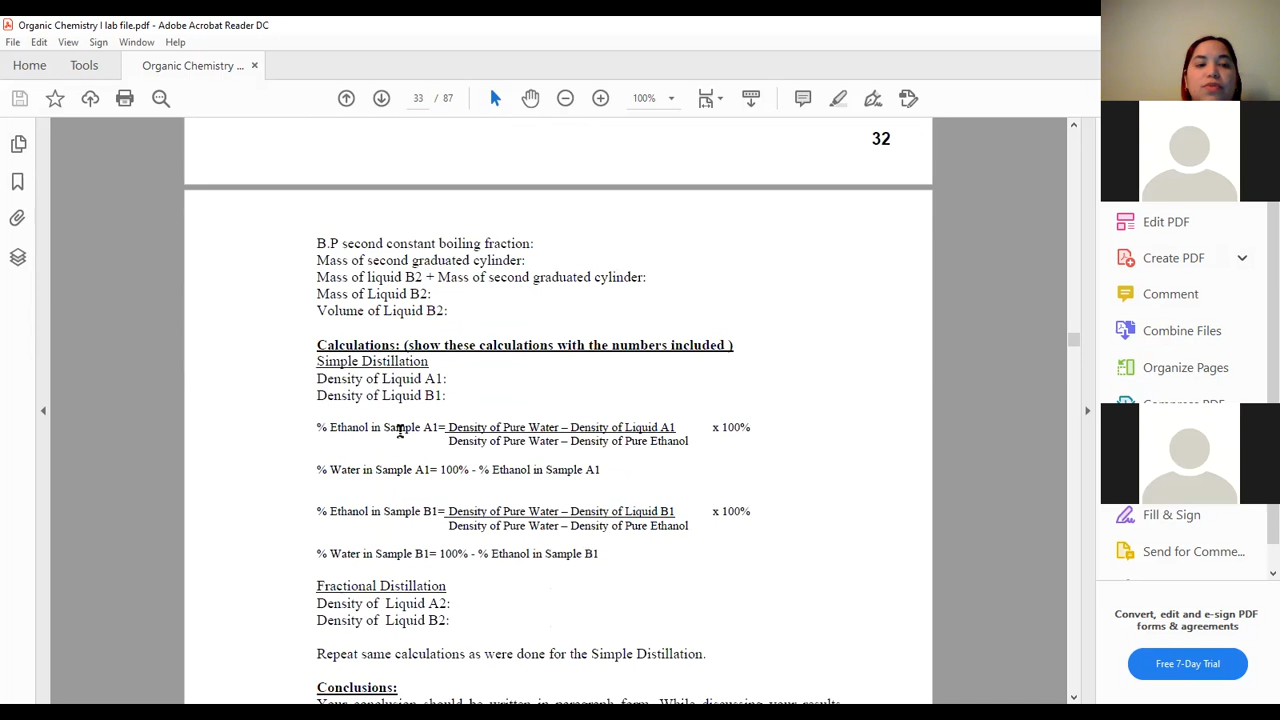 Organic Chemistry I lab file.pdf - Adobe Acrobat Reader DC
File Edit View Sign Window Help
Home Tools Organic Chemistry ... ×
33 / 87 100%
32
B.P second constant boiling fraction:
Mass of second graduated cylinder:
Mass of liquid B2 + Mass of second graduated cylinder:
Mass of Liquid B2:
Volume of Liquid B2:
Calculations: (show these calculations with the numbers included )
Simple Distillation
Density of Liquid A1:
Density of Liquid B1:
% Ethanol in Sample A1= Density of Pure Water – Density of Liquid A1 x 100%
Density of Pure Water – Density of Pure Ethanol
% Water in Sample A1= 100% - % Ethanol in Sample A1
% Ethanol in Sample B1= Density of Pure Water – Density of Liquid B1 x 100%
Density of Pure Water – Density of Pure Ethanol
% Water in Sample B1= 100% - % Ethanol in Sample B1
Fractional Distillation
Density of Liquid A2:
Density of Liquid B2:
Repeat same calculations as were done for the Simple Distillation.
Conclusions:
Your conclusion should be written in paragraph form. While discussing your results
Edit PDF
Create PDF
Comment
Combine Files
Organize Pages
Compress PDF
Fill & Sign
Send for Comme...
Convert, edit and e-sign PDF
forms & agreements
Free 7-Day Trial